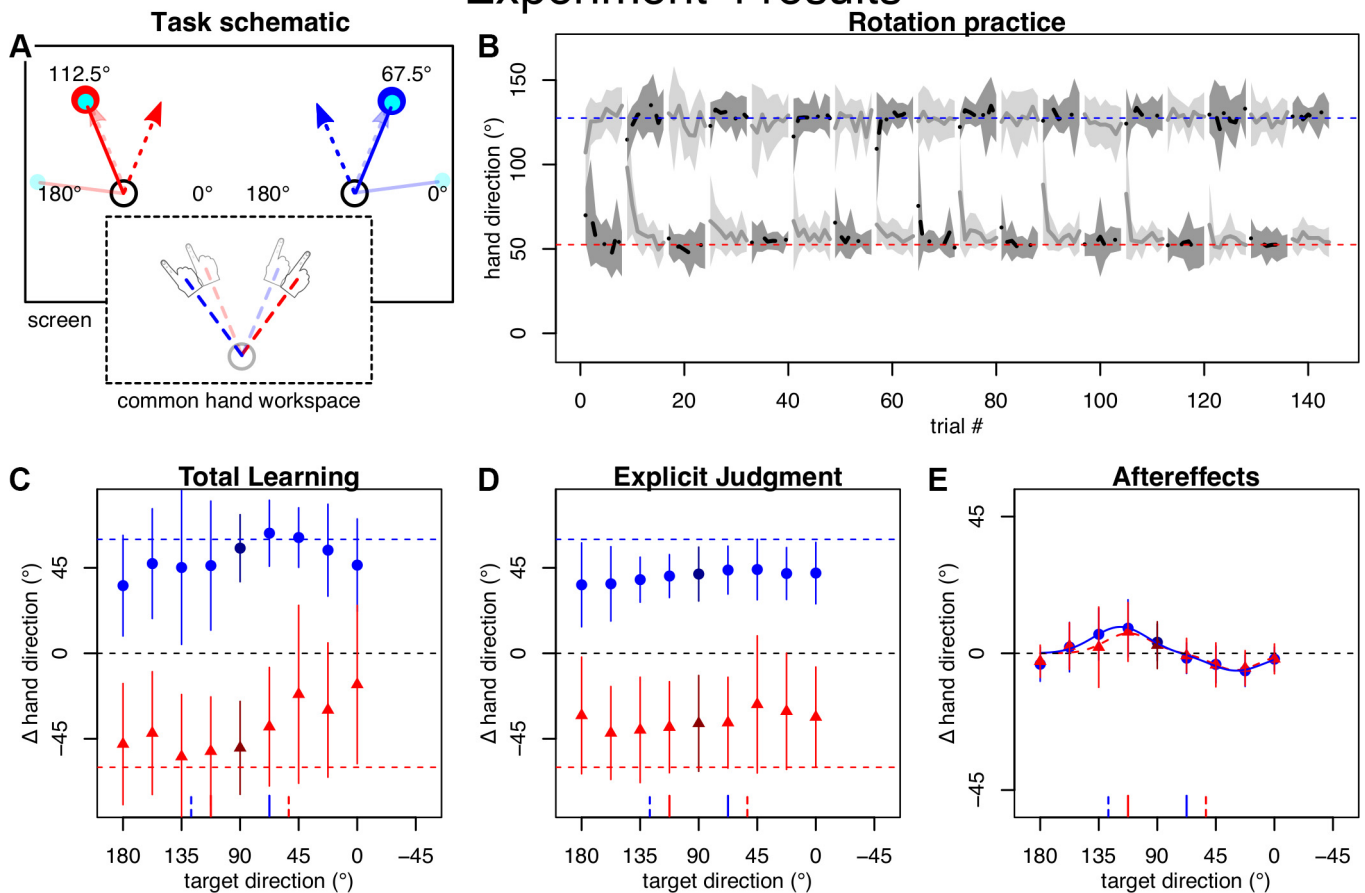 Task schematic
A
112.5°
67.5°
180°
0°
180°
0°
screen
common hand workspace
Rotation practice
B
hand direction (°)
150
100
50
0
0 20 40 60 80 100 120 140
trial #
C
Total Learning
Δ hand direction (°)
45
0
−45
180 135 90 45 0 −45
target direction (°)
D
Explicit Judgment
Δ hand direction (°)
45
0
−45
180 135 90 45 0 −45
target direction (°)
E
Aftereffects
Δ hand direction (°)
45
0
−45
180 135 90 45 0 −45
target direction (°)